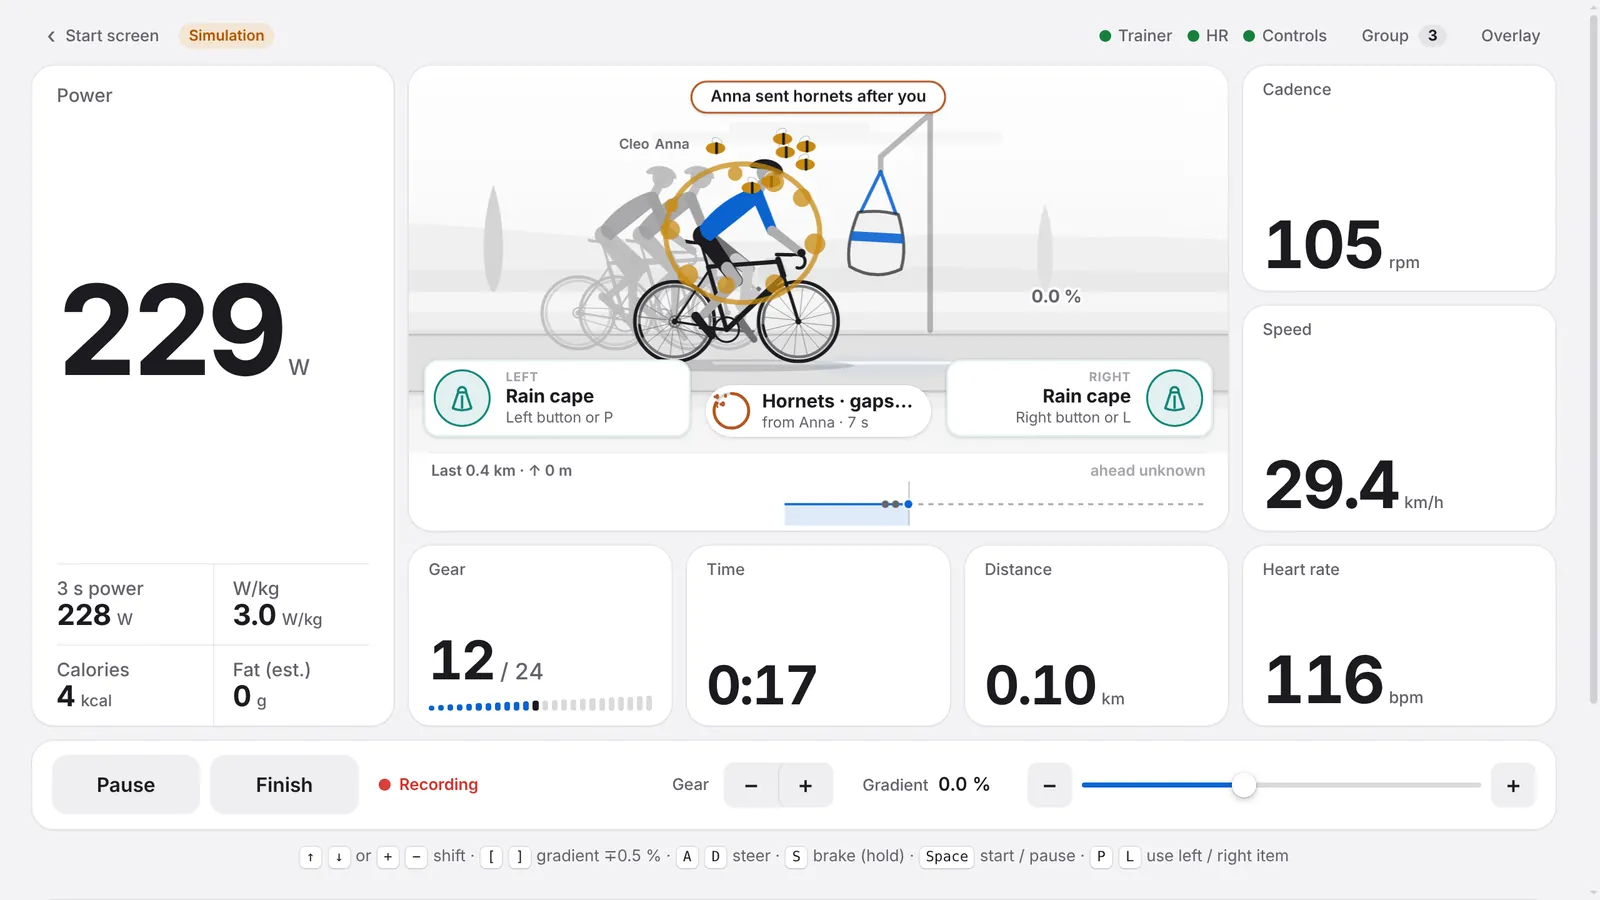 Start screen
Simulation
Trainer
HR
Controls
Group 3
Overlay
Power
229 W
3 s power
228 W
W/kg
3.0 W/kg
Calories
4 kcal
Fat (est.)
0 g
Anna sent hornets after you
Cleo Anna
0.0 %
LEFT
Rain cape
Left button or P
Hornets · gaps...
from Anna · 7 s
RIGHT
Rain cape
Right button or L
Last 0.4 km · ↑ 0 m
ahead unknown
Gear
12 / 24
Time
0:17
Distance
0.10 km
Cadence
105 rpm
Speed
29.4 km/h
Heart rate
116 bpm
Pause
Finish
Recording
Gear
− +
Gradient 0.0 %
− +
↑ ↓ or + − shift · [ ] gradient ∓0.5 % · A D steer · S brake (hold) · Space start / pause · P L use left / right item